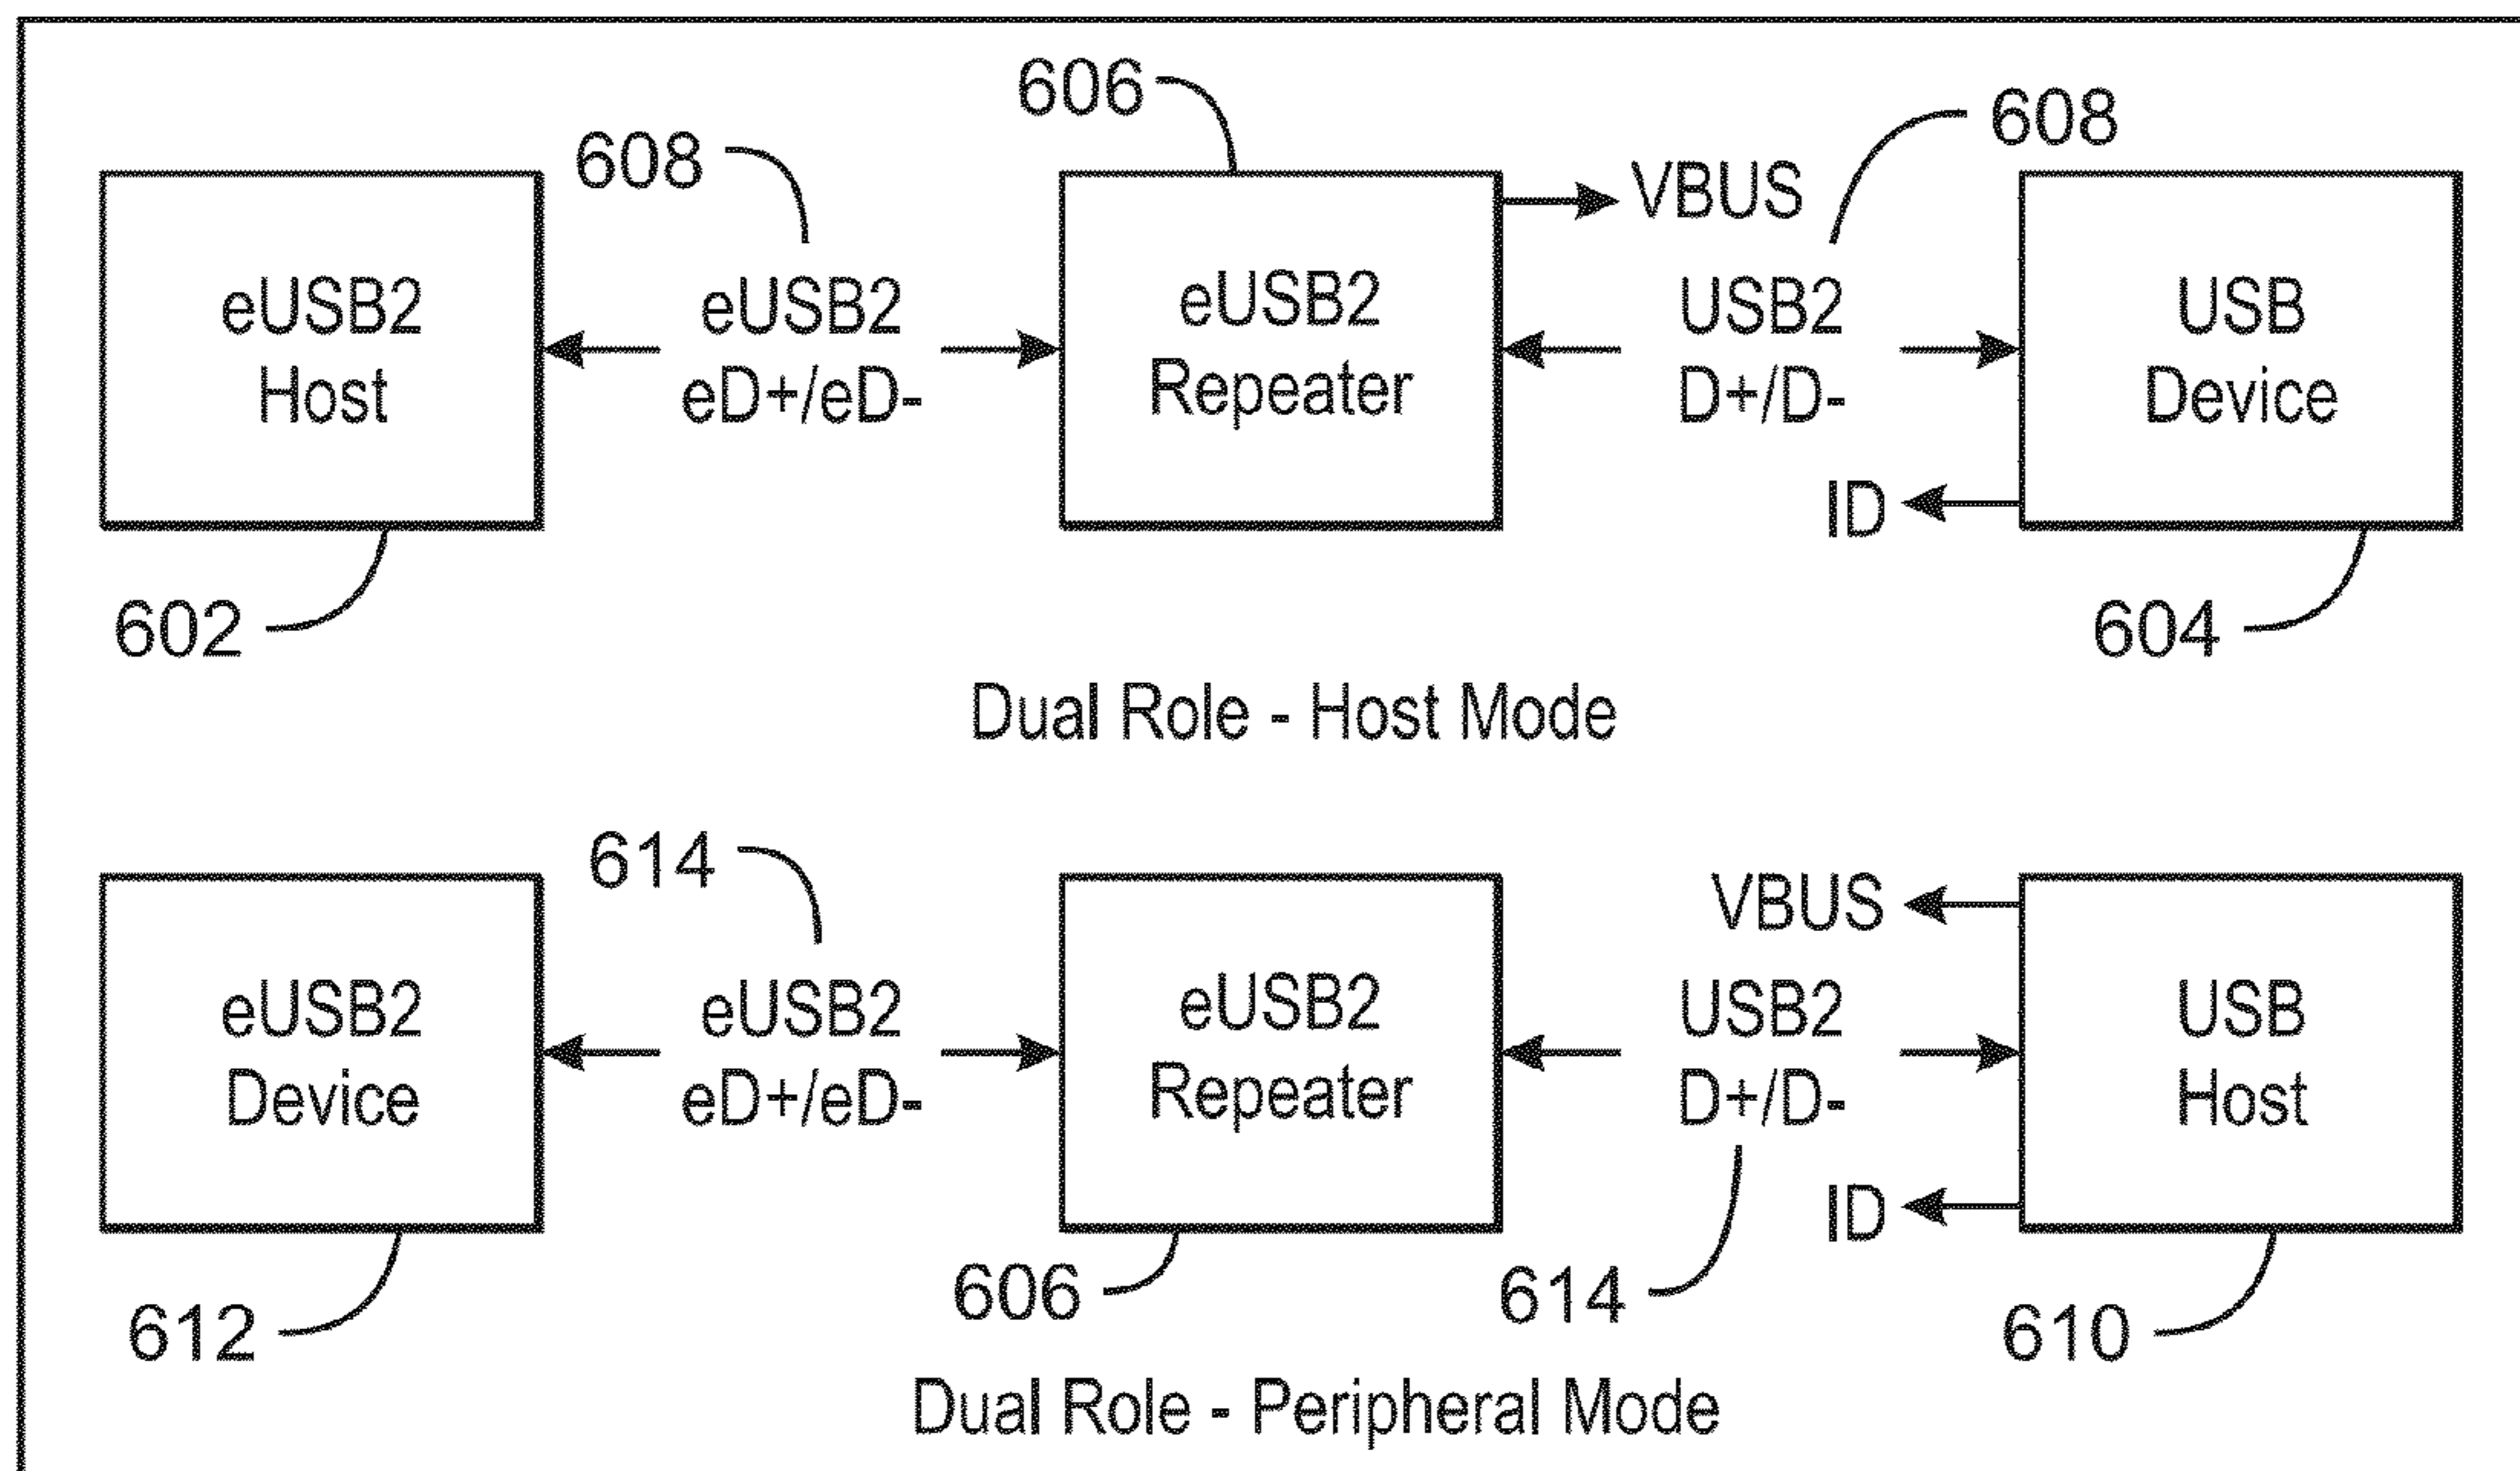 606
608
608
VBUS
eUSB2
Host
eUSB2
eD+/eD-
eUSB2
Repeater
USB2
D+/D-
USB
Device
ID
602
604
Dual Role - Host Mode
614
VBUS
eUSB2
Device
eUSB2
eD+/eD-
eUSB2
Repeater
USB2
D+/D-
USB
Host
ID
612
606
614
610
Dual Role - Peripheral Mode